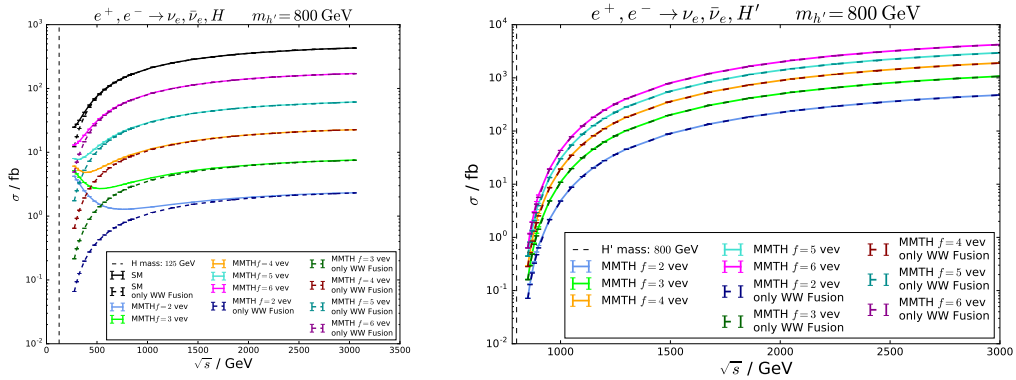 e⁺, e⁻ → νₑ, ν̄ₑ, H    m_{h′} = 800 GeV
10³
10²
10¹
10⁰
10⁻¹
10⁻²
σ / fb
H mass: 125 GeV
SM
SM
only WW Fusion
MMTH f = 2 vev
MMTH f = 3 vev
MMTH f = 4 vev
MMTH f = 5 vev
MMTH f = 6 vev
MMTH f = 2 vev
only WW Fusion
MMTH f = 3 vev
only WW Fusion
MMTH f = 4 vev
only WW Fusion
MMTH f = 5 vev
only WW Fusion
MMTH f = 6 vev
only WW Fusion
0 500 1000 1500 2000 2500 3000 3500
√s / GeV
e⁺, e⁻ → νₑ, ν̄ₑ, H′    m_{h′} = 800 GeV
10⁴
10³
10²
10¹
10⁰
10⁻¹
10⁻²
σ / fb
H' mass: 800 GeV
MMTH f = 2 vev
MMTH f = 3 vev
MMTH f = 4 vev
MMTH f = 5 vev
MMTH f = 6 vev
MMTH f = 2 vev
only WW Fusion
MMTH f = 3 vev
only WW Fusion
MMTH f = 4 vev
only WW Fusion
MMTH f = 5 vev
only WW Fusion
MMTH f = 6 vev
only WW Fusion
1000 1500 2000 2500 3000
√s / GeV